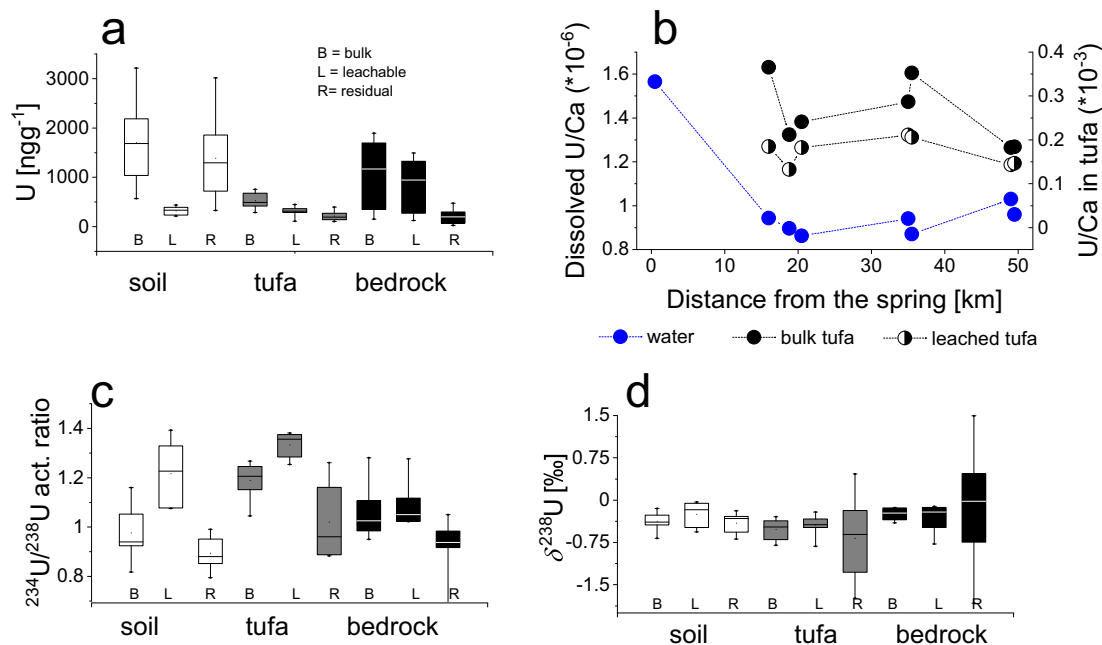 a
B = bulk
L = leachable
R= residual
3000
2000
1000
0
U [ngg⁻¹]
B L R B L R B L R
soil tufa bedrock
b
1.6
1.4
1.2
1
0.8
Dissolved U/Ca (*10⁻⁶)
0.4
0.3
0.2
0.1
0
U/Ca in tufa (*10⁻³)
0 10 20 30 40 50
Distance from the spring [km]
water bulk tufa leached tufa
c
1.4
1.2
1
0.8
²³⁴U/²³⁸U act. ratio
B L R B L R B L R
soil tufa bedrock
d
1.5
0.75
0
-0.75
-1.5
δ²³⁸U [‰]
B L R B L R B L R
soil tufa bedrock